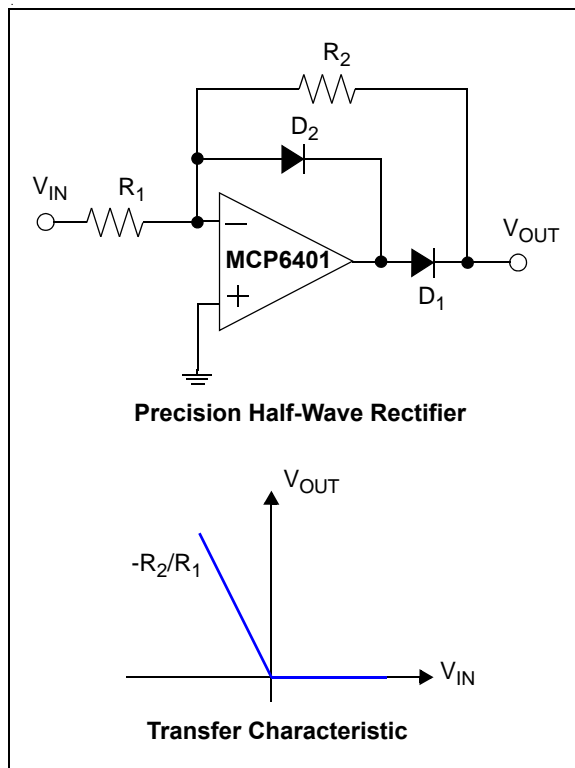 R2
D2
VIN
R1
−
MCP6401
VOUT
+
D1
Precision Half-Wave Rectifier
VOUT
-R2/R1
VIN
Transfer Characteristic